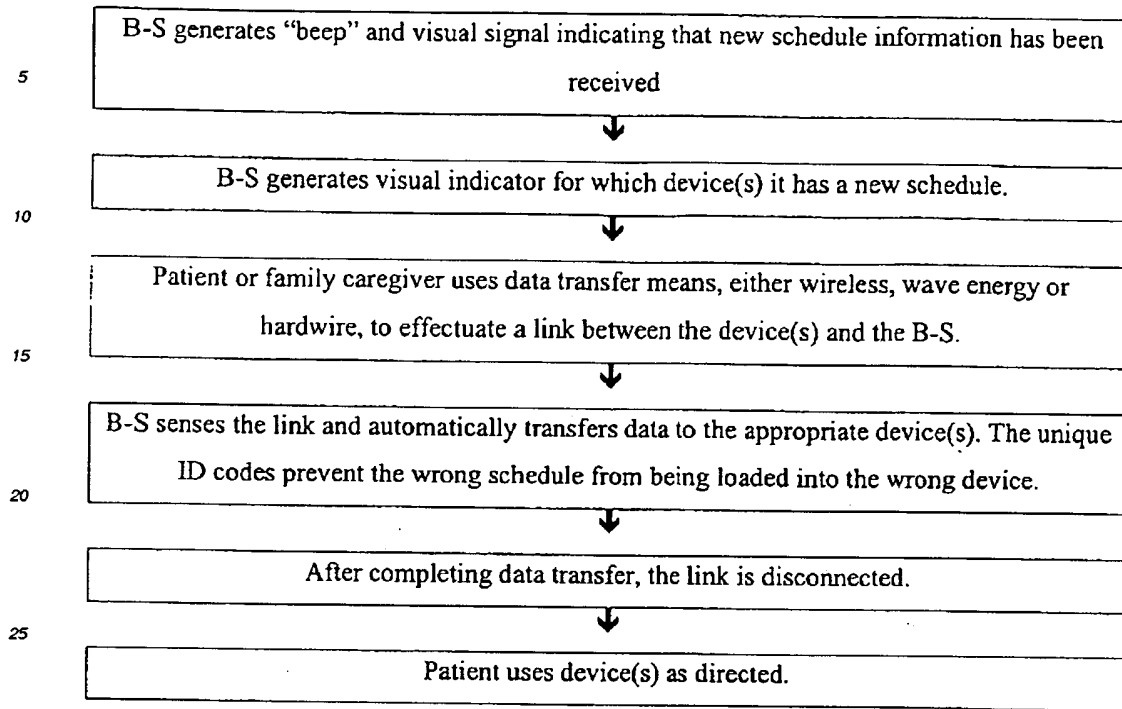 B-S generates “beep” and visual signal indicating that new schedule information has been
5
received
B-S generates visual indicator for which device(s) it has a new schedule.
10
Patient or family caregiver uses data transfer means, either wireless, wave energy or
hardwire, to effectuate a link between the device(s) and the B-S.
15
B-S senses the link and automatically transfers data to the appropriate device(s). The unique
ID codes prevent the wrong schedule from being loaded into the wrong device.
20
After completing data transfer, the link is disconnected.
25
Patient uses device(s) as directed.